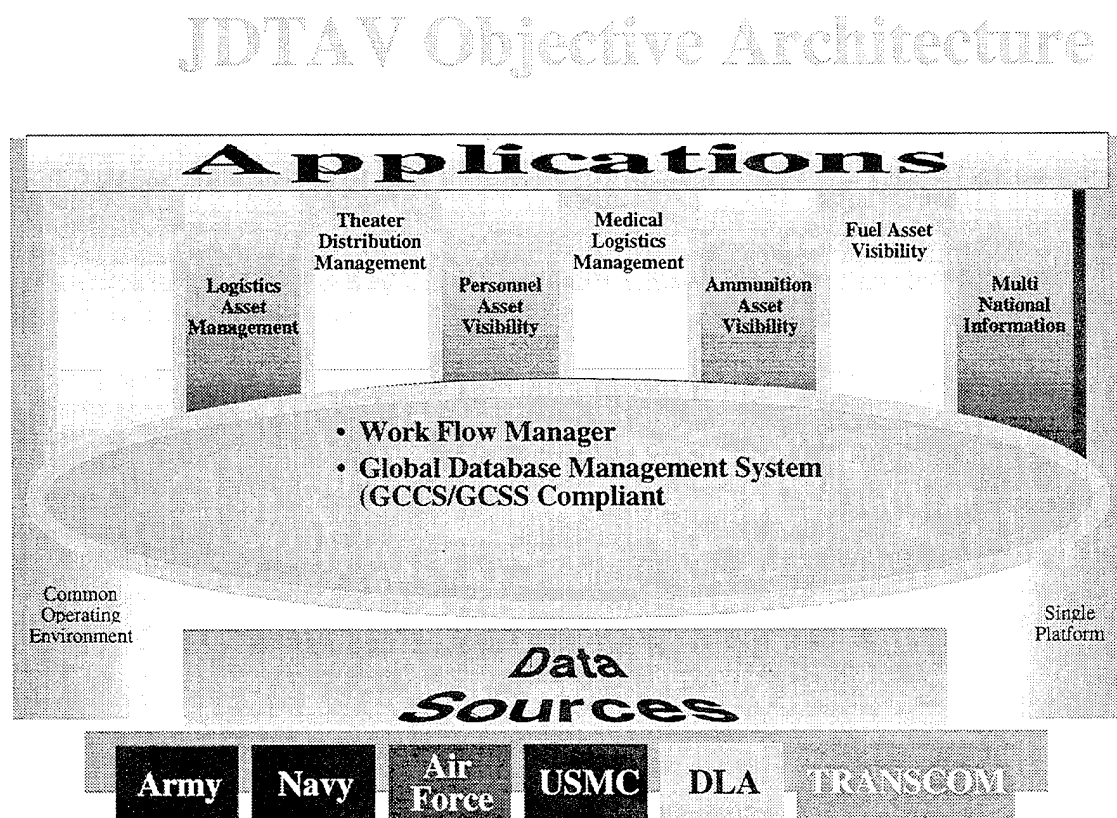 JDTAV Objective Architecture
Applications
Logistics
Asset
Management
Theater
Distribution
Management
Personnel
Asset
Visibility
Medical
Logistics
Management
Ammunition
Asset
Visibility
Fuel Asset
Visibility
Multi
National
Information
• Work Flow Manager
• Global Database Management System
(GCCS/GCSS Compliant
Common
Operating
Environment
Single
Platform
Data
Sources
Army
Navy
Air
Force
USMC
DLA
TRANSCOM